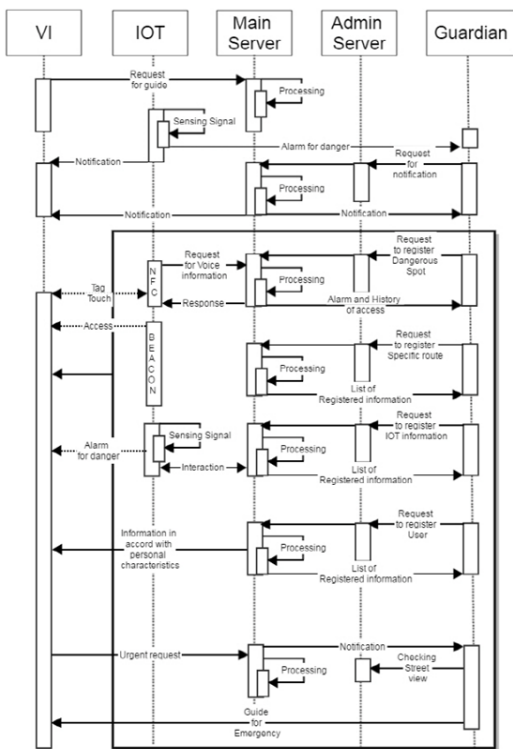 VI
IOT
Main
Server
Admin
Server
Guardian
Request
for guide
Processing
Sensing Signal
Alarm for danger
Notification
Request
for
notification
Processing
Notification
Notification
NFC
Request
for Voice
information
Request
to register
Dangerous
Spot
Processing
Tag
Touch
Response
Alarm and History
of access
Access
BEACON
Request
to register
Specific route
Processing
List of
Registered information
Request
to register
IOT information
Sensing Signal
Alarm
for danger
Processing
Interaction
List of
Registered information
Request
to register
User
Information in
accord with
personal
characteristics
Processing
List of
Registered information
Notification
Urgent request
Checking
Street
view
Processing
Guide
for
Emergency